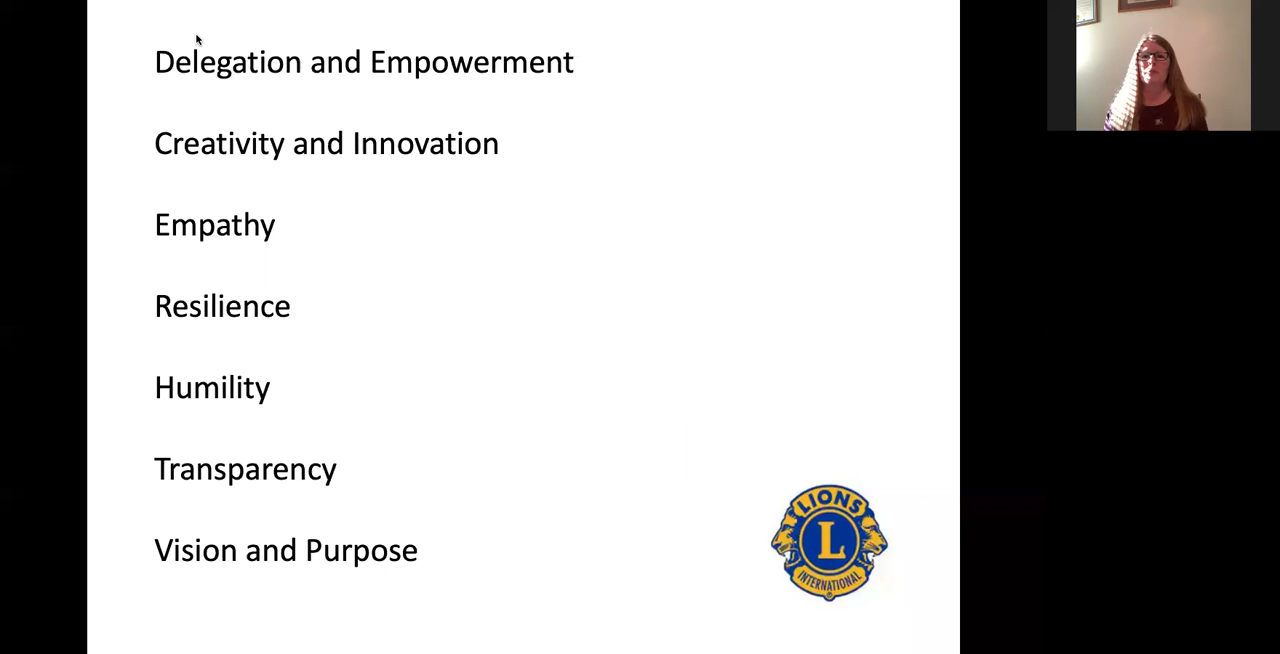 Delegation and Empowerment
Creativity and Innovation
Empathy
Resilience
Humility
Transparency
Vision and Purpose
LIONS
L
INTERNATIONAL